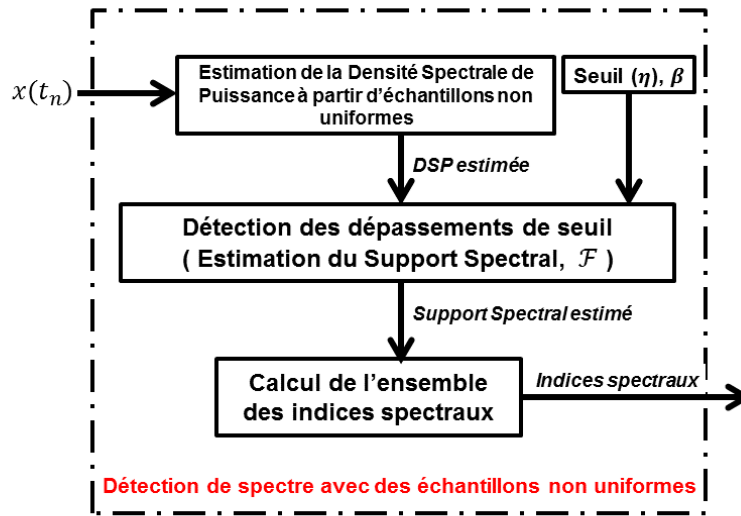 x(tₙ)
Estimation de la Densité Spectrale de
Puissance à partir d'échantillons non
uniformes
Seuil (η), β
DSP estimée
Détection des dépassements de seuil
( Estimation du Support Spectral, ℱ )
Support Spectral estimé
Calcul de l'ensemble
des indices spectraux
Indices spectraux
Détection de spectre avec des échantillons non uniformes